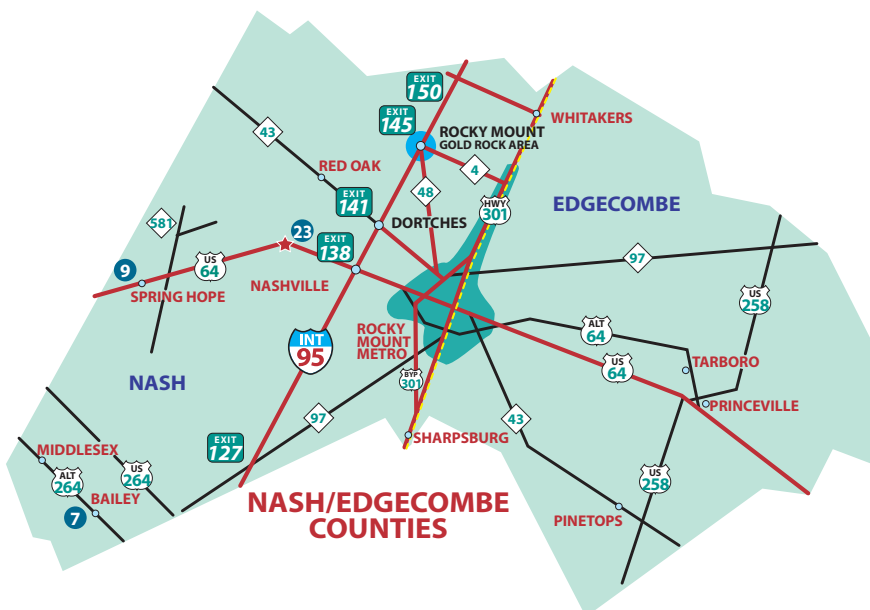 EXIT
150
EXIT
145
WHITAKERS
43
ROCKY MOUNT
GOLD ROCK AREA
RED OAK
4
48
EXIT
141
HWY
301
EDGECOMBE
581
DORTCHES
23
EXIT
138
97
9
US
64
NASHVILLE
SPRING HOPE
US
258
INT
95
ROCKY
MOUNT
METRO
ALT
64
TARBORO
US
64
NASH
BYP
301
PRINCEVILLE
97
43
SHARPSBURG
EXIT
127
MIDDLESEX
ALT
264
US
264
BAILEY
7
US
258
NASH/EDGECOMBE
COUNTIES
PINETOPS